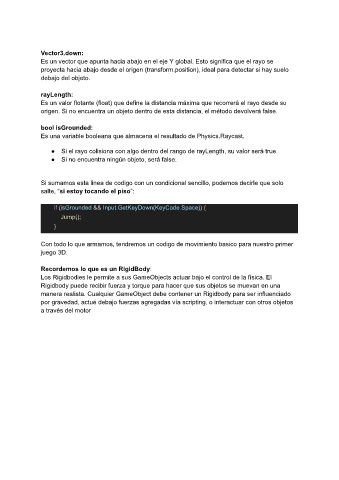 Vector3.down:
Es un vector que apunta hacia abajo en el eje Y global. Esto significa que el rayo se
proyecta hacia abajo desde el origen (transform.position), ideal para detectar si hay suelo
debajo del objeto.
rayLength:
Es un valor flotante (float) que define la distancia máxima que recorrerá el rayo desde su
origen. Si no encuentra un objeto dentro de esta distancia, el método devolverá false.
bool isGrounded:
Es una variable booleana que almacena el resultado de Physics.Raycast.
● Si el rayo colisiona con algo dentro del rango de rayLength, su valor será true.
● Si no encuentra ningún objeto, será false.
Si sumamos esta linea de codigo con un condicional sencillo, podemos decirle que solo
salte, "si estoy tocando el piso":
if (isGrounded && Input.GetKeyDown(KeyCode.Space)) {
Jump();
}
Con todo lo que armamos, tendremos un codigo de movimiento basico para nuestro primer
juego 3D.
Recordemos lo que es un RigidBody:
Los Rigidbodies le permite a sus GameObjects actuar bajo el control de la física. El
Rigidbody puede recibir fuerza y torque para hacer que sus objetos se muevan en una
manera realista. Cualquier GameObject debe contener un Rigidbody para ser influenciado
por gravedad, actué debajo fuerzas agregadas vía scripting, o interactuar con otros objetos
a través del motor